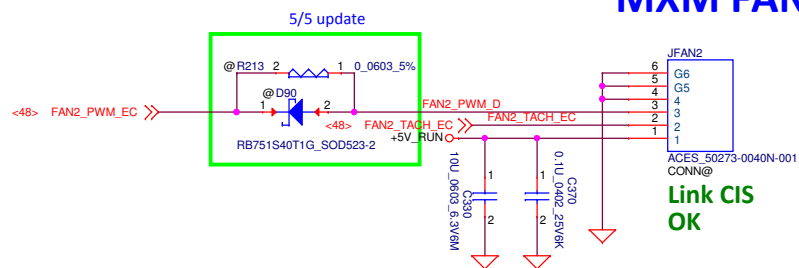 MXM FAN
5/5 update
JFAN2
@R213 2 1 0_0603_5%
@D90
1 2
<48> FAN2_PWM_EC
<48>
RB751S40T1G_SOD523-2
FAN2_PWM_D
FAN2_TACH_EC
FAN2_TACH_EC
+5V_RUN
6 G6
5 G5
4 4
3 3
2 2
1 1
ACES_50273-0040N-001
CONN@
Link CIS
OK
1
2
C330
10U_0603_6.3V6M
1
2
C370
0.1U_0402_25V6K